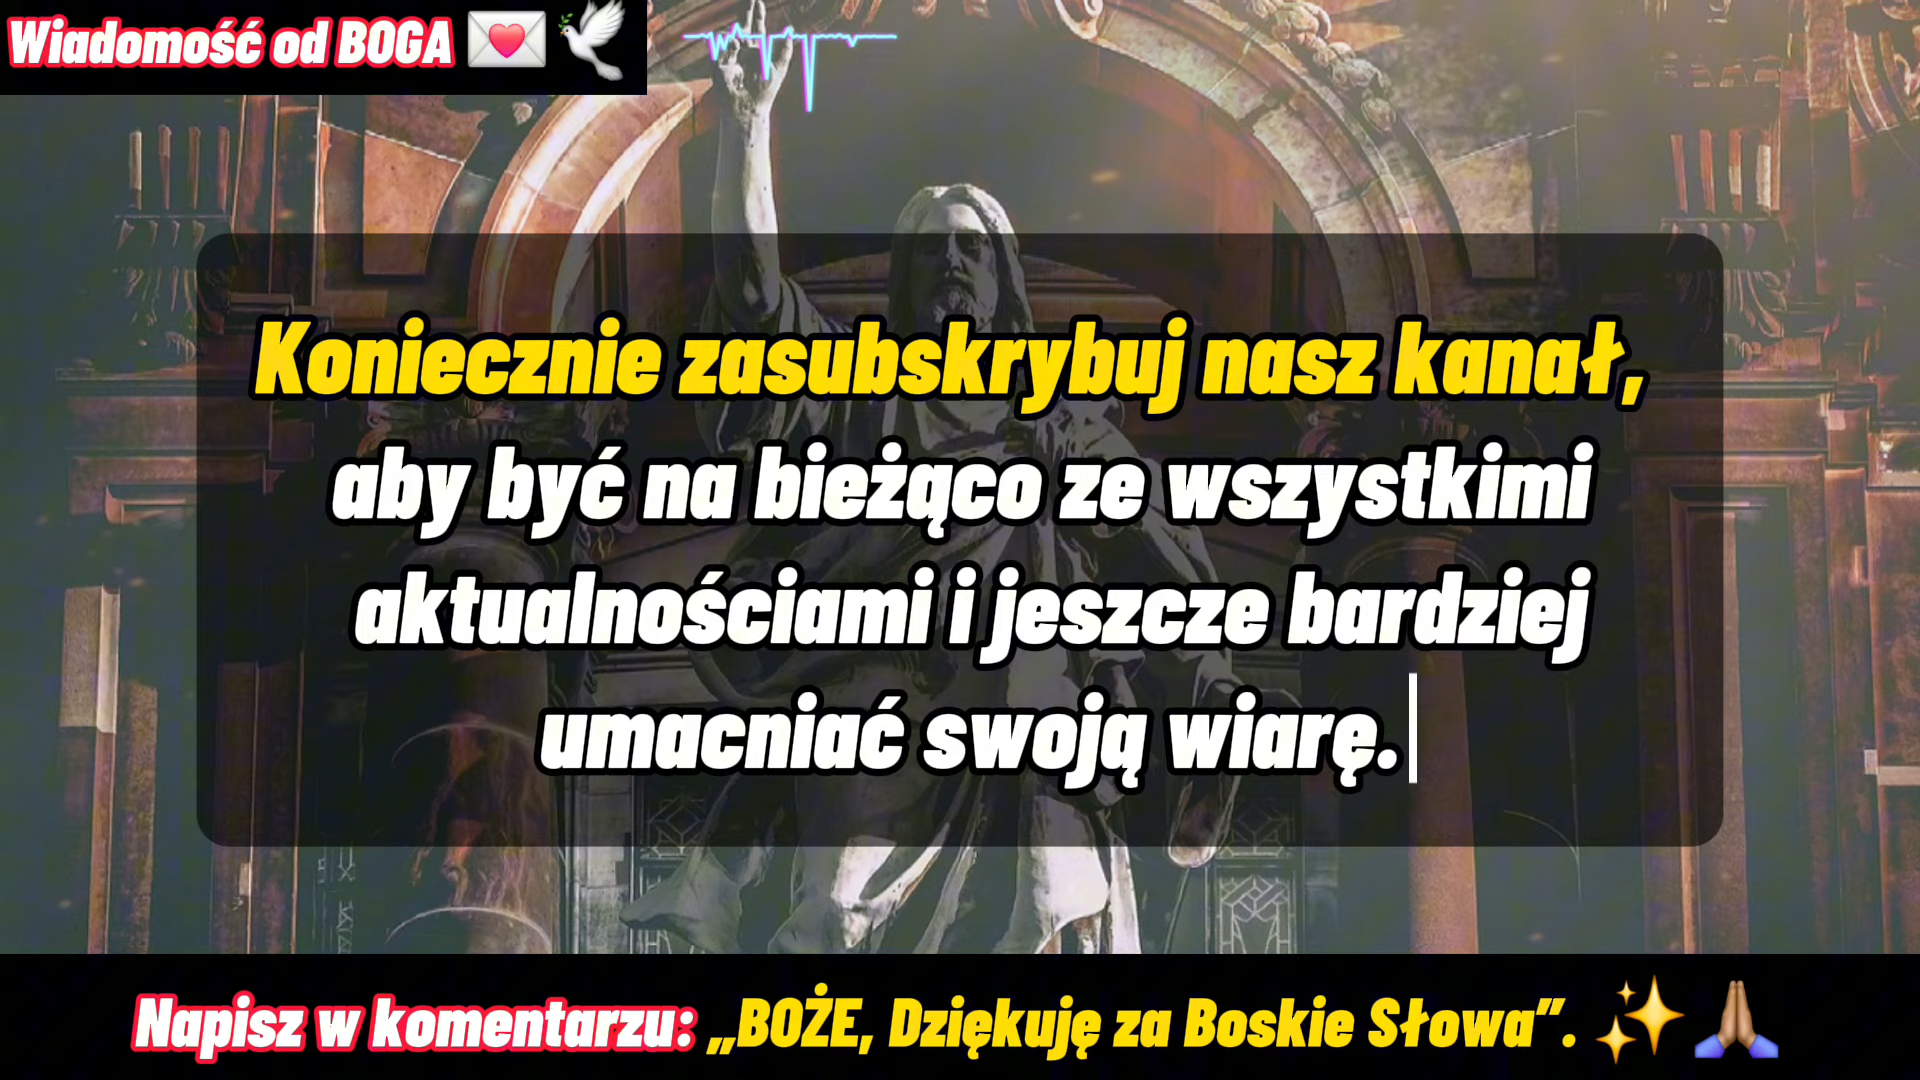 Wiadomość od BOGA
Koniecznie zasubskrybuj nasz kanał,
aby być na bieżąco ze wszystkimi
aktualnościami i jeszcze bardziej
umacniać swoją wiarę.
Napisz w komentarzu: „BOŻE, Dziękuję za Boskie Słowa”.